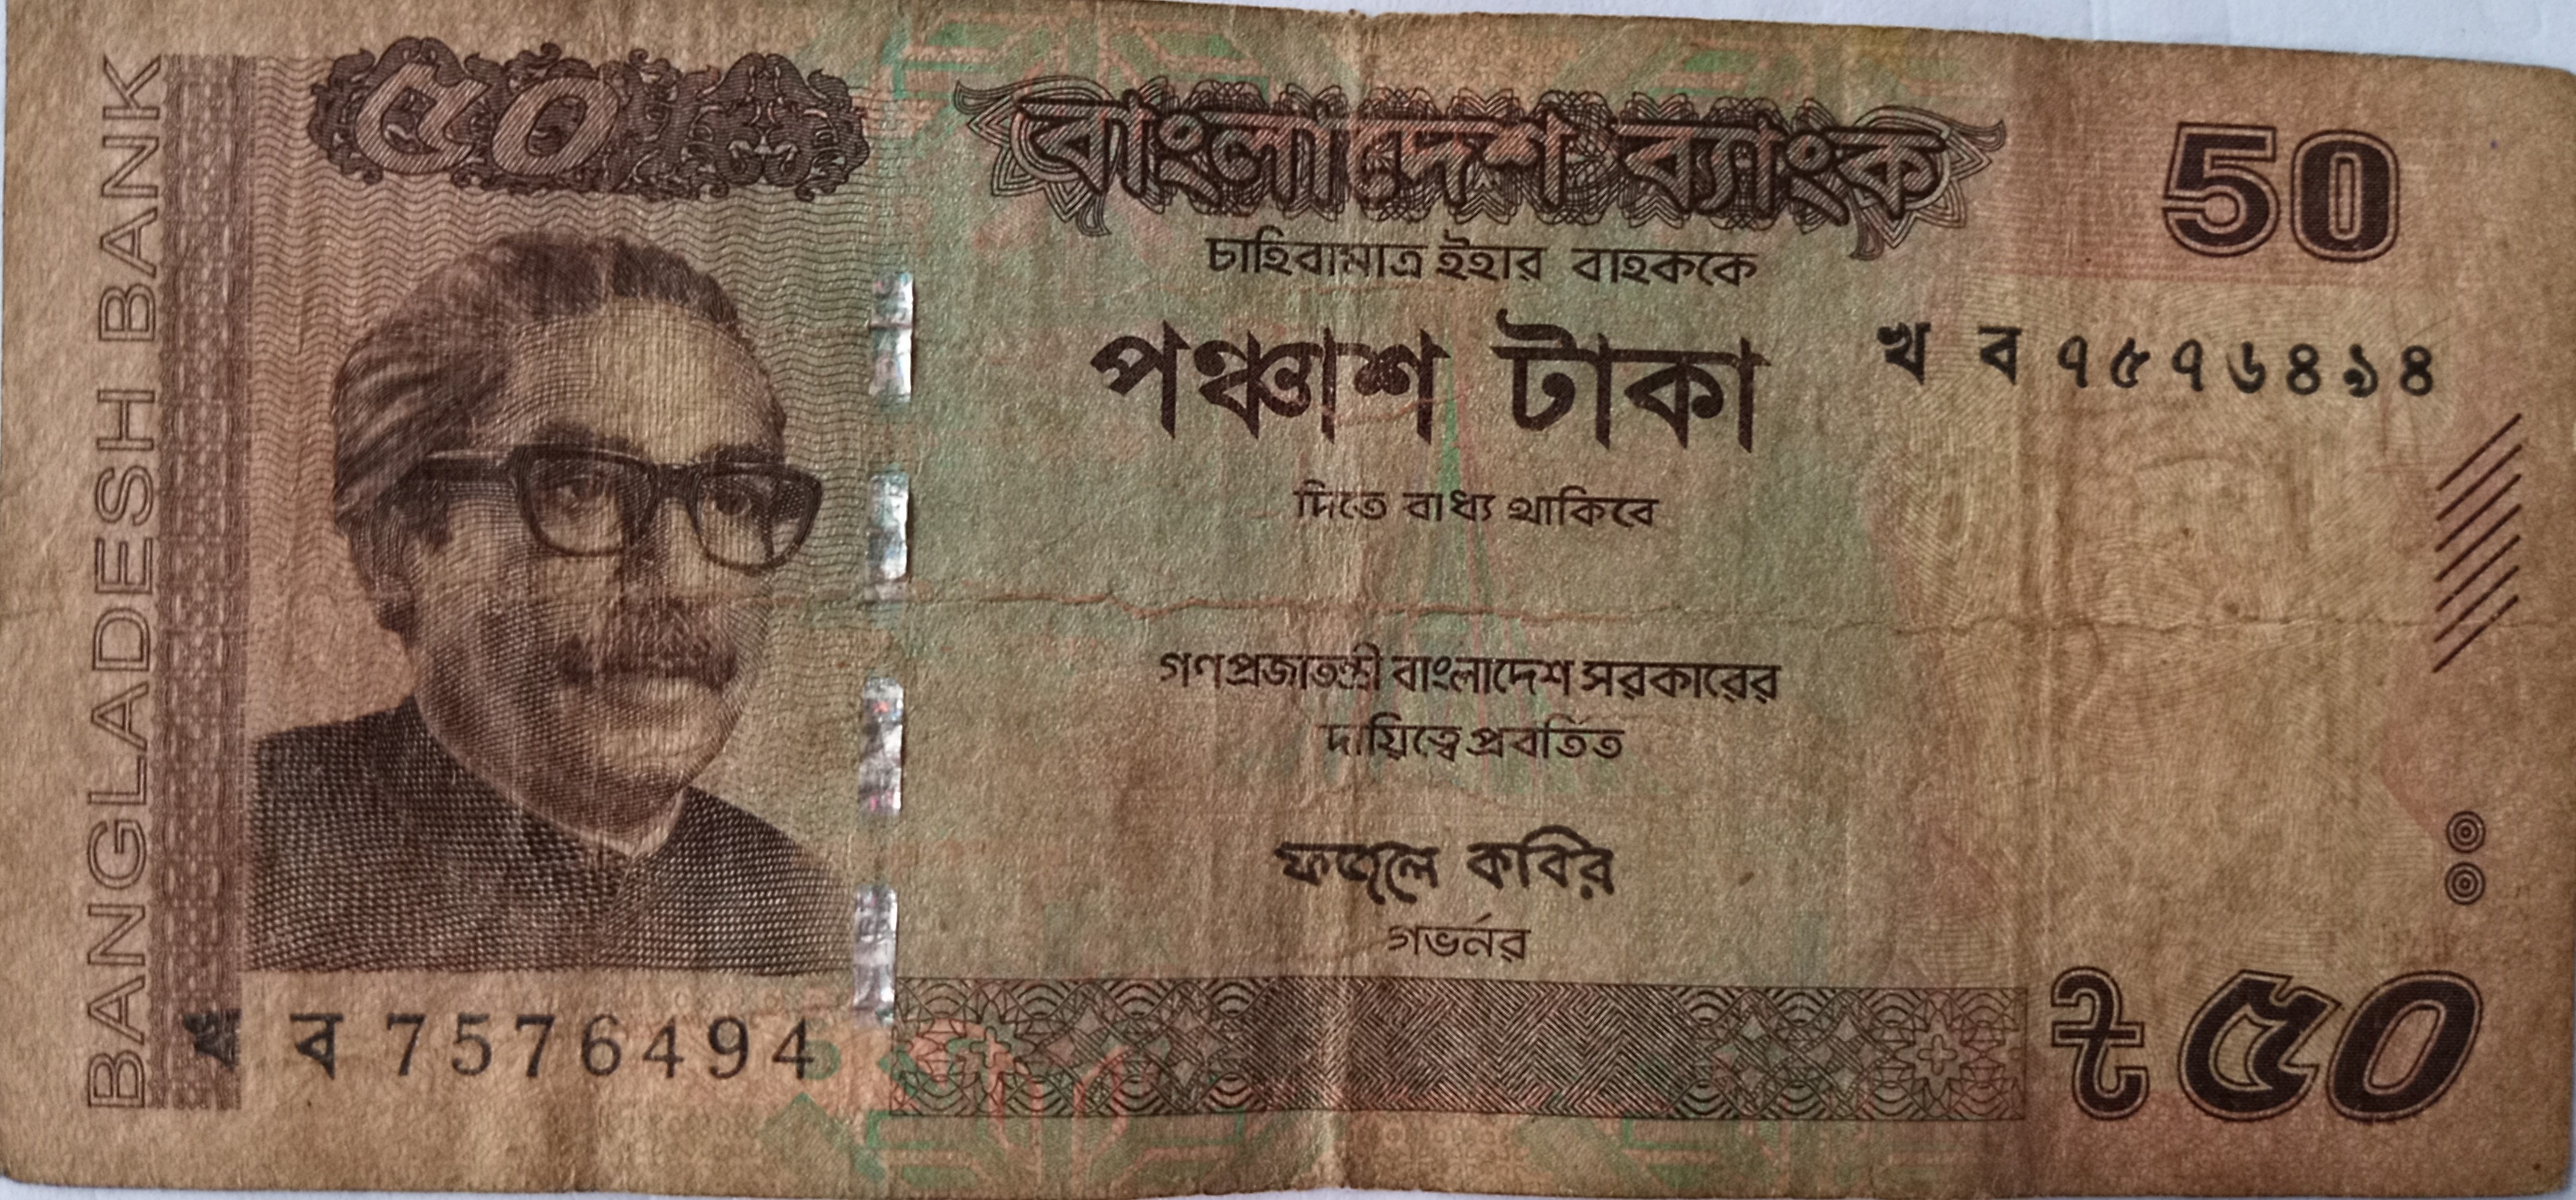 BANGLADESH BANK
৫০
বাংলাদেশ ব্যাংক
50
চাহিবামাত্র ইহার বাহককে
পঞ্চাশ টাকা
খ ব ৭৫৭৬৪৯৪
দিতে বাধ্য থাকিবে
গণপ্রজাতন্ত্রী বাংলাদেশ সরকারের
দায়িত্বে প্রবর্তিত
ফজলে কবির
গভর্নর
খ ব 7576494
৳ ৫০